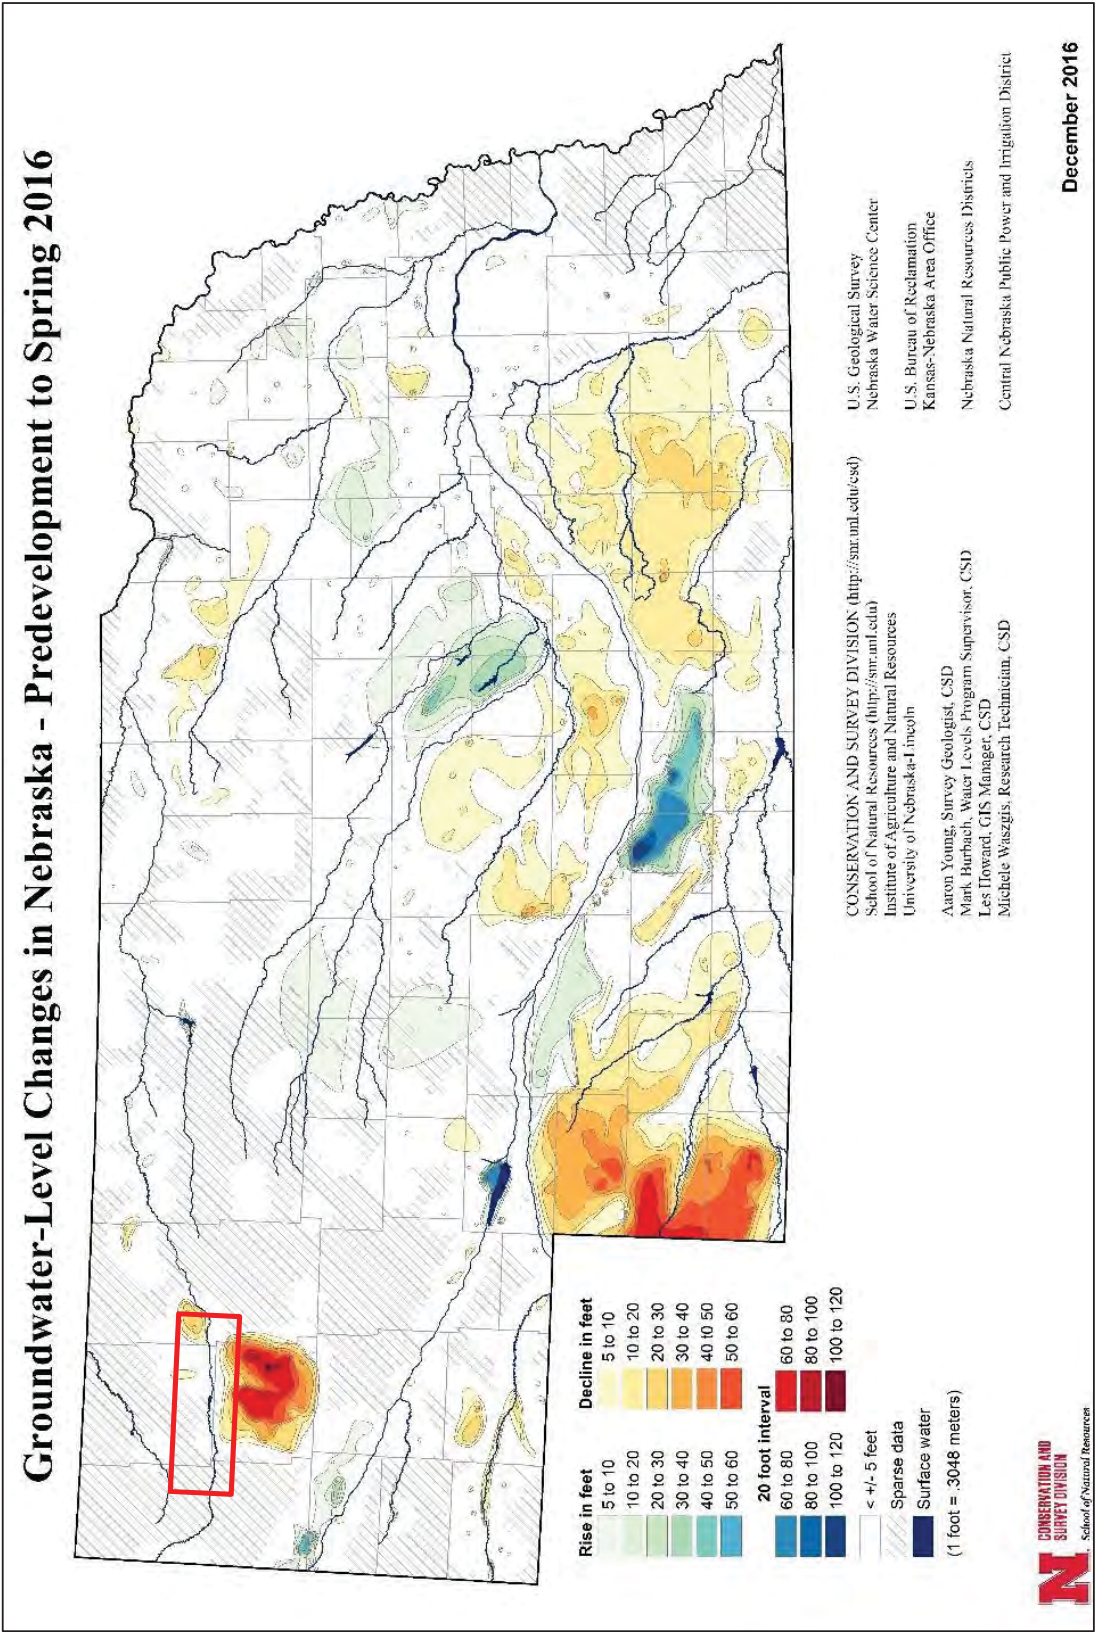 Groundwater-Level Changes in Nebraska - Predevelopment to Spring 2016
Rise in feet
5 to 10
10 to 20
20 to 30
30 to 40
40 to 50
50 to 60
Decline in feet
5 to 10
10 to 20
20 to 30
30 to 40
40 t0 50
50 to 60
20 foot interval
60 to 80
80 to 100
100 to 120
60 to 80
80 to 100
100 to 120
< +/- 5 feet
Sparse data
Surface water
(1 foot = .3048 meters)
CONSERVATION AND SURVEY DIVISION (http://snr.unl.edu/csd)
School of Natural Resources (http://snr.unl.edu)
Institute of Agriculture and Natural Resources
University of Nebraska-Lincoln
Aaron Young, Survey Geologist, CSD
Mark Burbach, Water Levels Program Supervisor, CSD
Les Howard, GIS Manager, CSD
Michele Waszgis, Research Technician, CSD
U.S. Geological Survey
Nebraska Water Science Center
U.S. Bureau of Reclamation
Kansas-Nebraska Area Office
Nebraska Natural Resources Districts
Central Nebraska Public Power and Irrigation District
N
CONSERVATION AND
SURVEY DIVISION
School of Natural Resources
December 2016